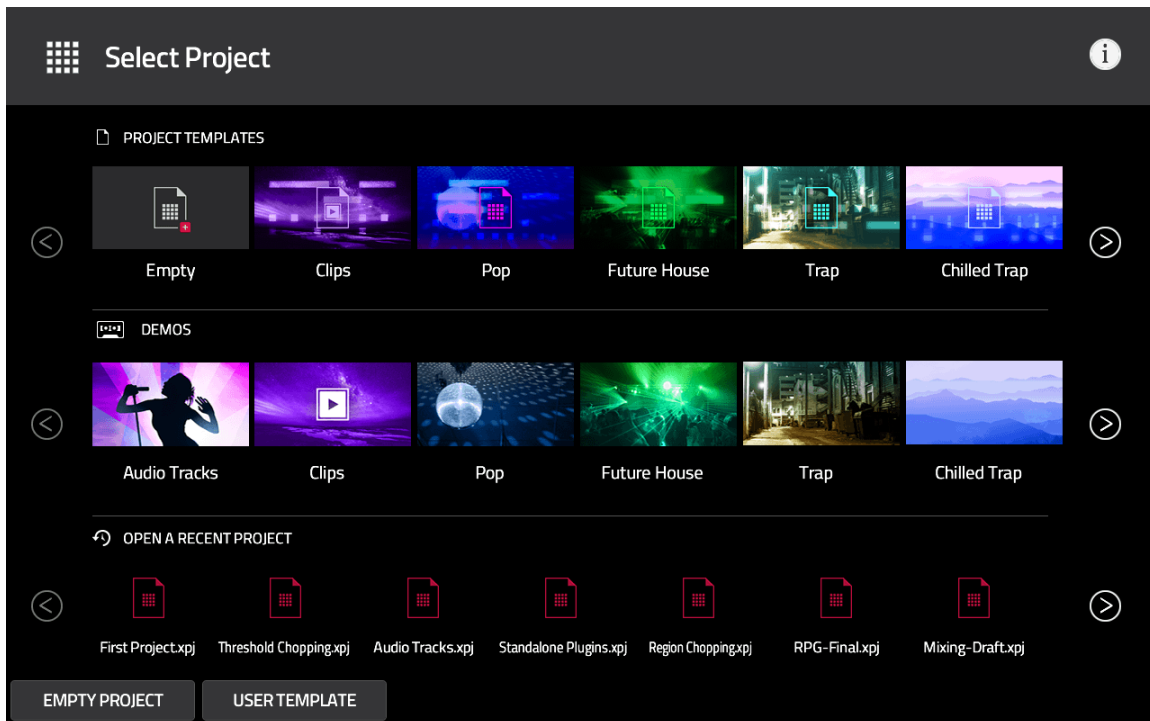 Select Project
i
PROJECT TEMPLATES
Empty Clips Pop Future House Trap Chilled Trap
DEMOS
Audio Tracks Clips Pop Future House Trap Chilled Trap
OPEN A RECENT PROJECT
First Project.xpj Threshold Chopping.xpj Audio Tracks.xpj Standalone Plugins.xpj Region Chopping.xpj RPG-Final.xpj Mixing-Draft.xpj
EMPTY PROJECT USER TEMPLATE